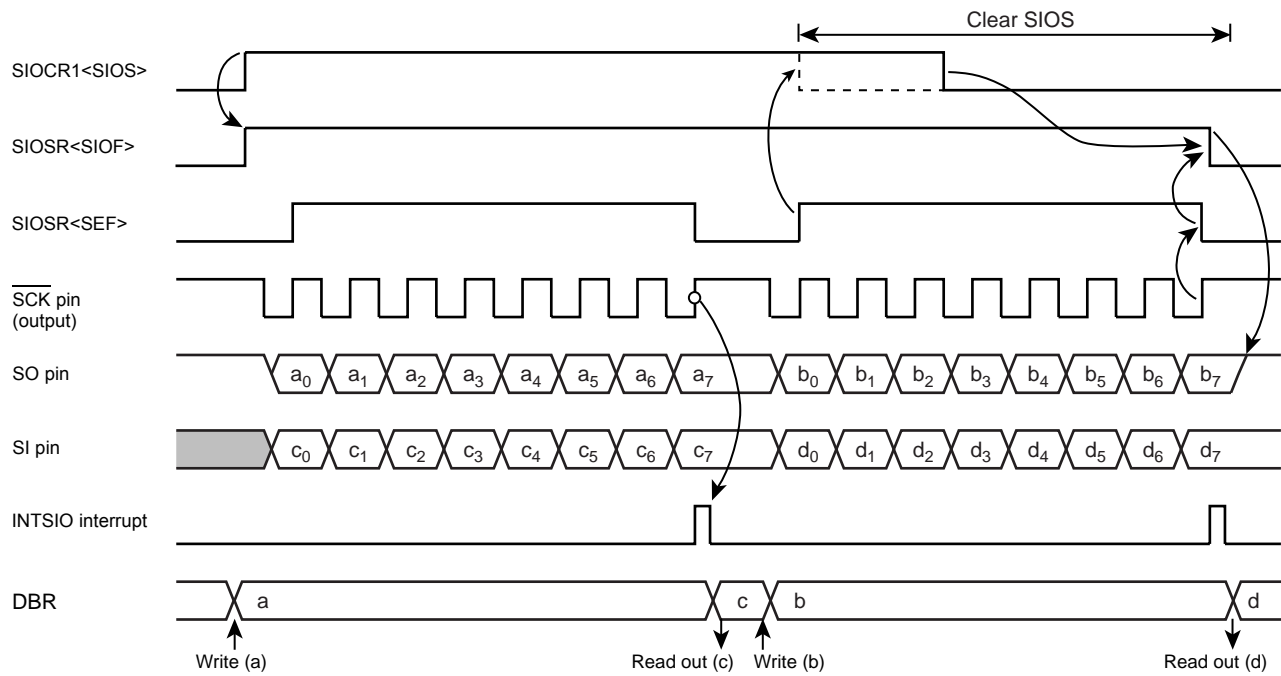 Clear SIOS
SIOCR1<SIOS>
SIOSR<SIOF>
SIOSR<SEF>
SCK pin
(output)
SO pin
a0 a1 a2 a3 a4 a5 a6 a7 b0 b1 b2 b3 b4 b5 b6 b7
SI pin
c0 c1 c2 c3 c4 c5 c6 c7 d0 d1 d2 d3 d4 d5 d6 d7
INTSIO interrupt
DBR
a c b d
Write (a) Read out (c) Write (b) Read out (d)